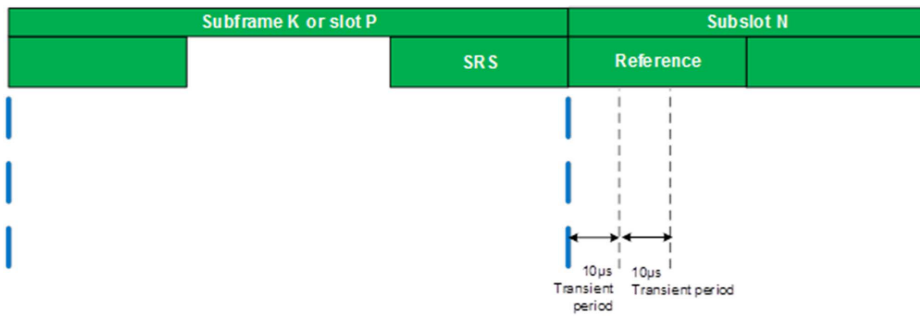 Subframe K or slot P
Subslot N
SRS
Reference
10µs
Transient
period
10µs
Transient period